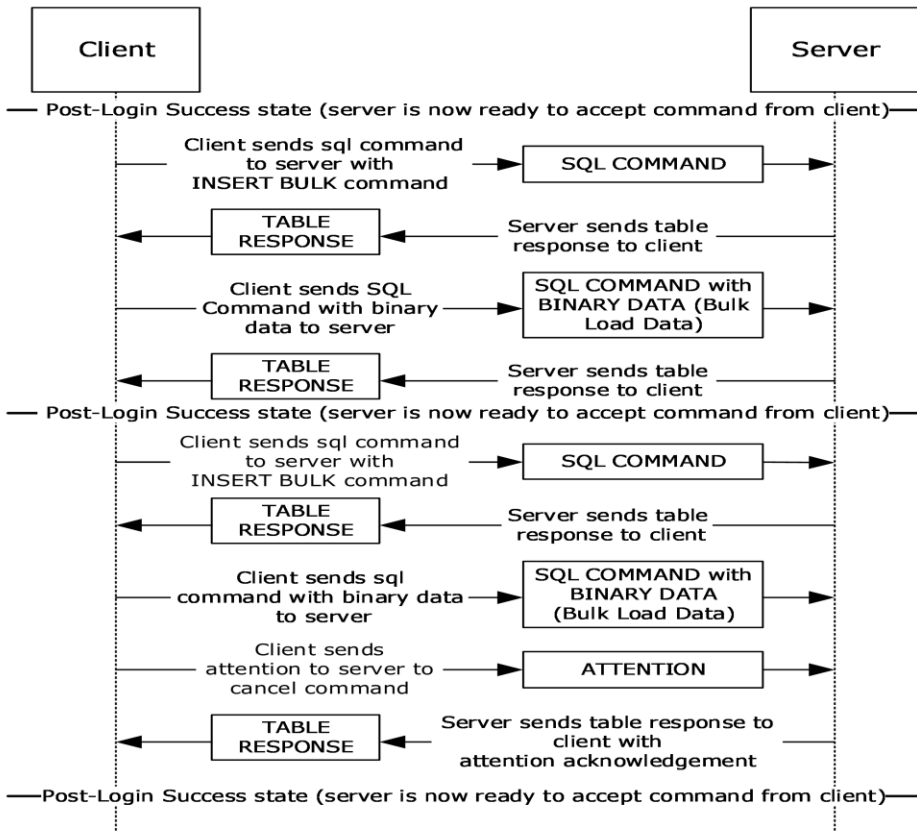 Client
Server
Post-Login Success state (server is now ready to accept command from client)
Client sends sql command
to server with
INSERT BULK command
SQL COMMAND
TABLE
RESPONSE
Server sends table
response to client
Client sends SQL
Command with binary
data to server
SQL COMMAND with
BINARY DATA (Bulk
Load Data)
TABLE
RESPONSE
Server sends table
response to client
Post-Login Success state (server is now ready to accept command from client)
Client sends sql command
to server with
INSERT BULK command
SQL COMMAND
TABLE
RESPONSE
Server sends table
response to client
Client sends sql
command with binary data
to server
SQL COMMAND with
BINARY DATA
(Bulk Load Data)
Client sends
attention to server to
cancel command
ATTENTION
TABLE
RESPONSE
Server sends table response to
client with
attention acknowledgement
Post-Login Success state (server is now ready to accept command from client)